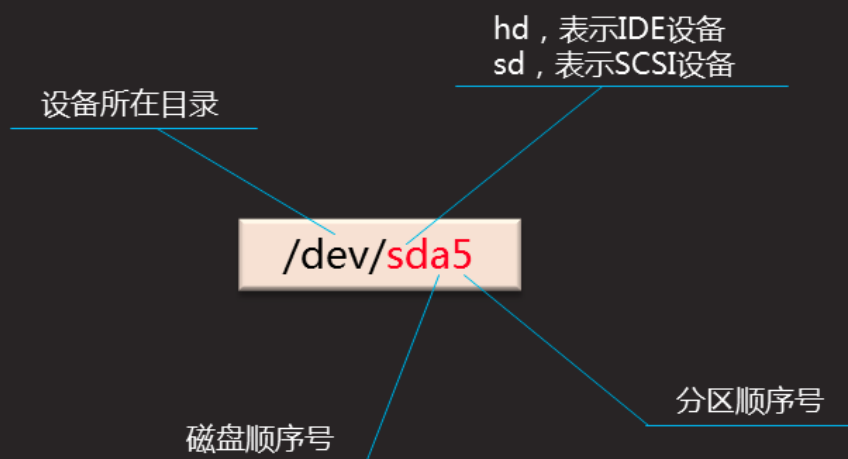 hd，表示IDE设备
sd，表示SCSI设备
设备所在目录
/dev/sda5
分区顺序号
磁盘顺序号